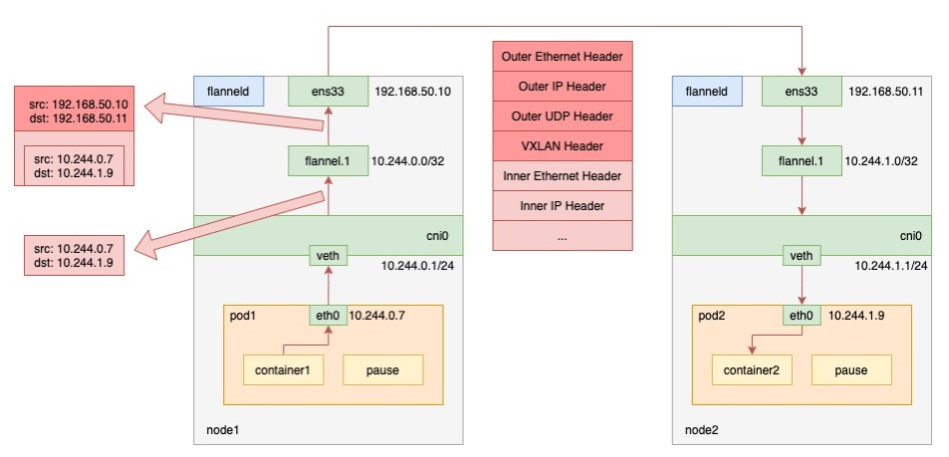 src: 192.168.50.10
dst: 192.168.50.11
src: 10.244.0.7
dst: 10.244.1.9
src: 10.244.0.7
dst: 10.244.1.9
flanneld
ens33
192.168.50.10
flannel.1
10.244.0.0/32
cni0
veth
10.244.0.1/24
pod1
eth0
10.244.0.7
container1
pause
node1
Outer Ethernet Header
Outer IP Header
Outer UDP Header
VXLAN Header
Inner Ethernet Header
Inner IP Header
...
flanneld
ens33
192.168.50.11
flannel.1
10.244.1.0/32
cni0
veth
10.244.1.1/24
pod2
eth0
10.244.1.9
container2
pause
node2